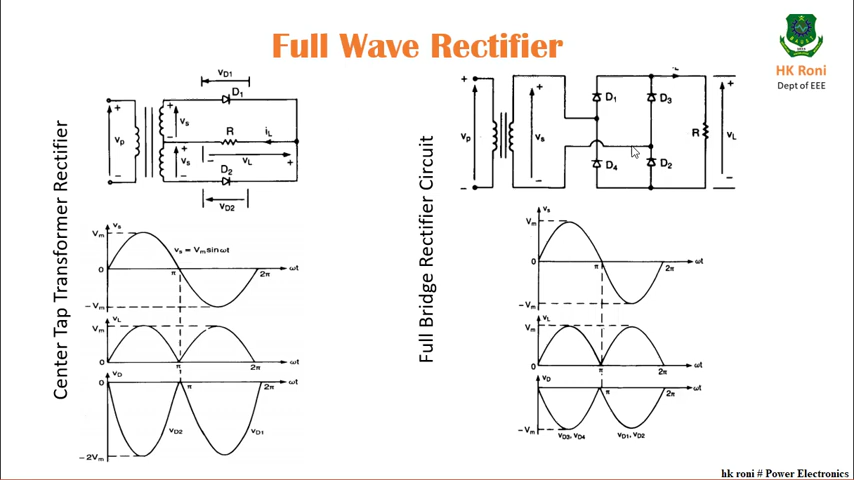 Full Wave Rectifier
HK Roni
Dept of EEE
Center Tap Transformer Rectifier
vD1
D1
+
+
vp
vs
−
R
iL
+
vs
−
−
vL
+
−
D2
vD2
vs
Vm
vs = Vm sin ωt
0
π
2π
ωt
−Vm
vL
Vm
0
π
2π
ωt
vD
0
π
2π
ωt
vD2
vD1
−2Vm
Full Bridge Rectifier Circuit
+
+
+
D1
D3
vp
vs
R
vL
D4
D2
−
−
−
vs
Vm
0
π
2π
ωt
−Vm
vL
Vm
0
π
2π
ωt
vD
0
π
2π
ωt
−Vm
vD3, vD4
vD1, vD2
hk roni # Power Electronics